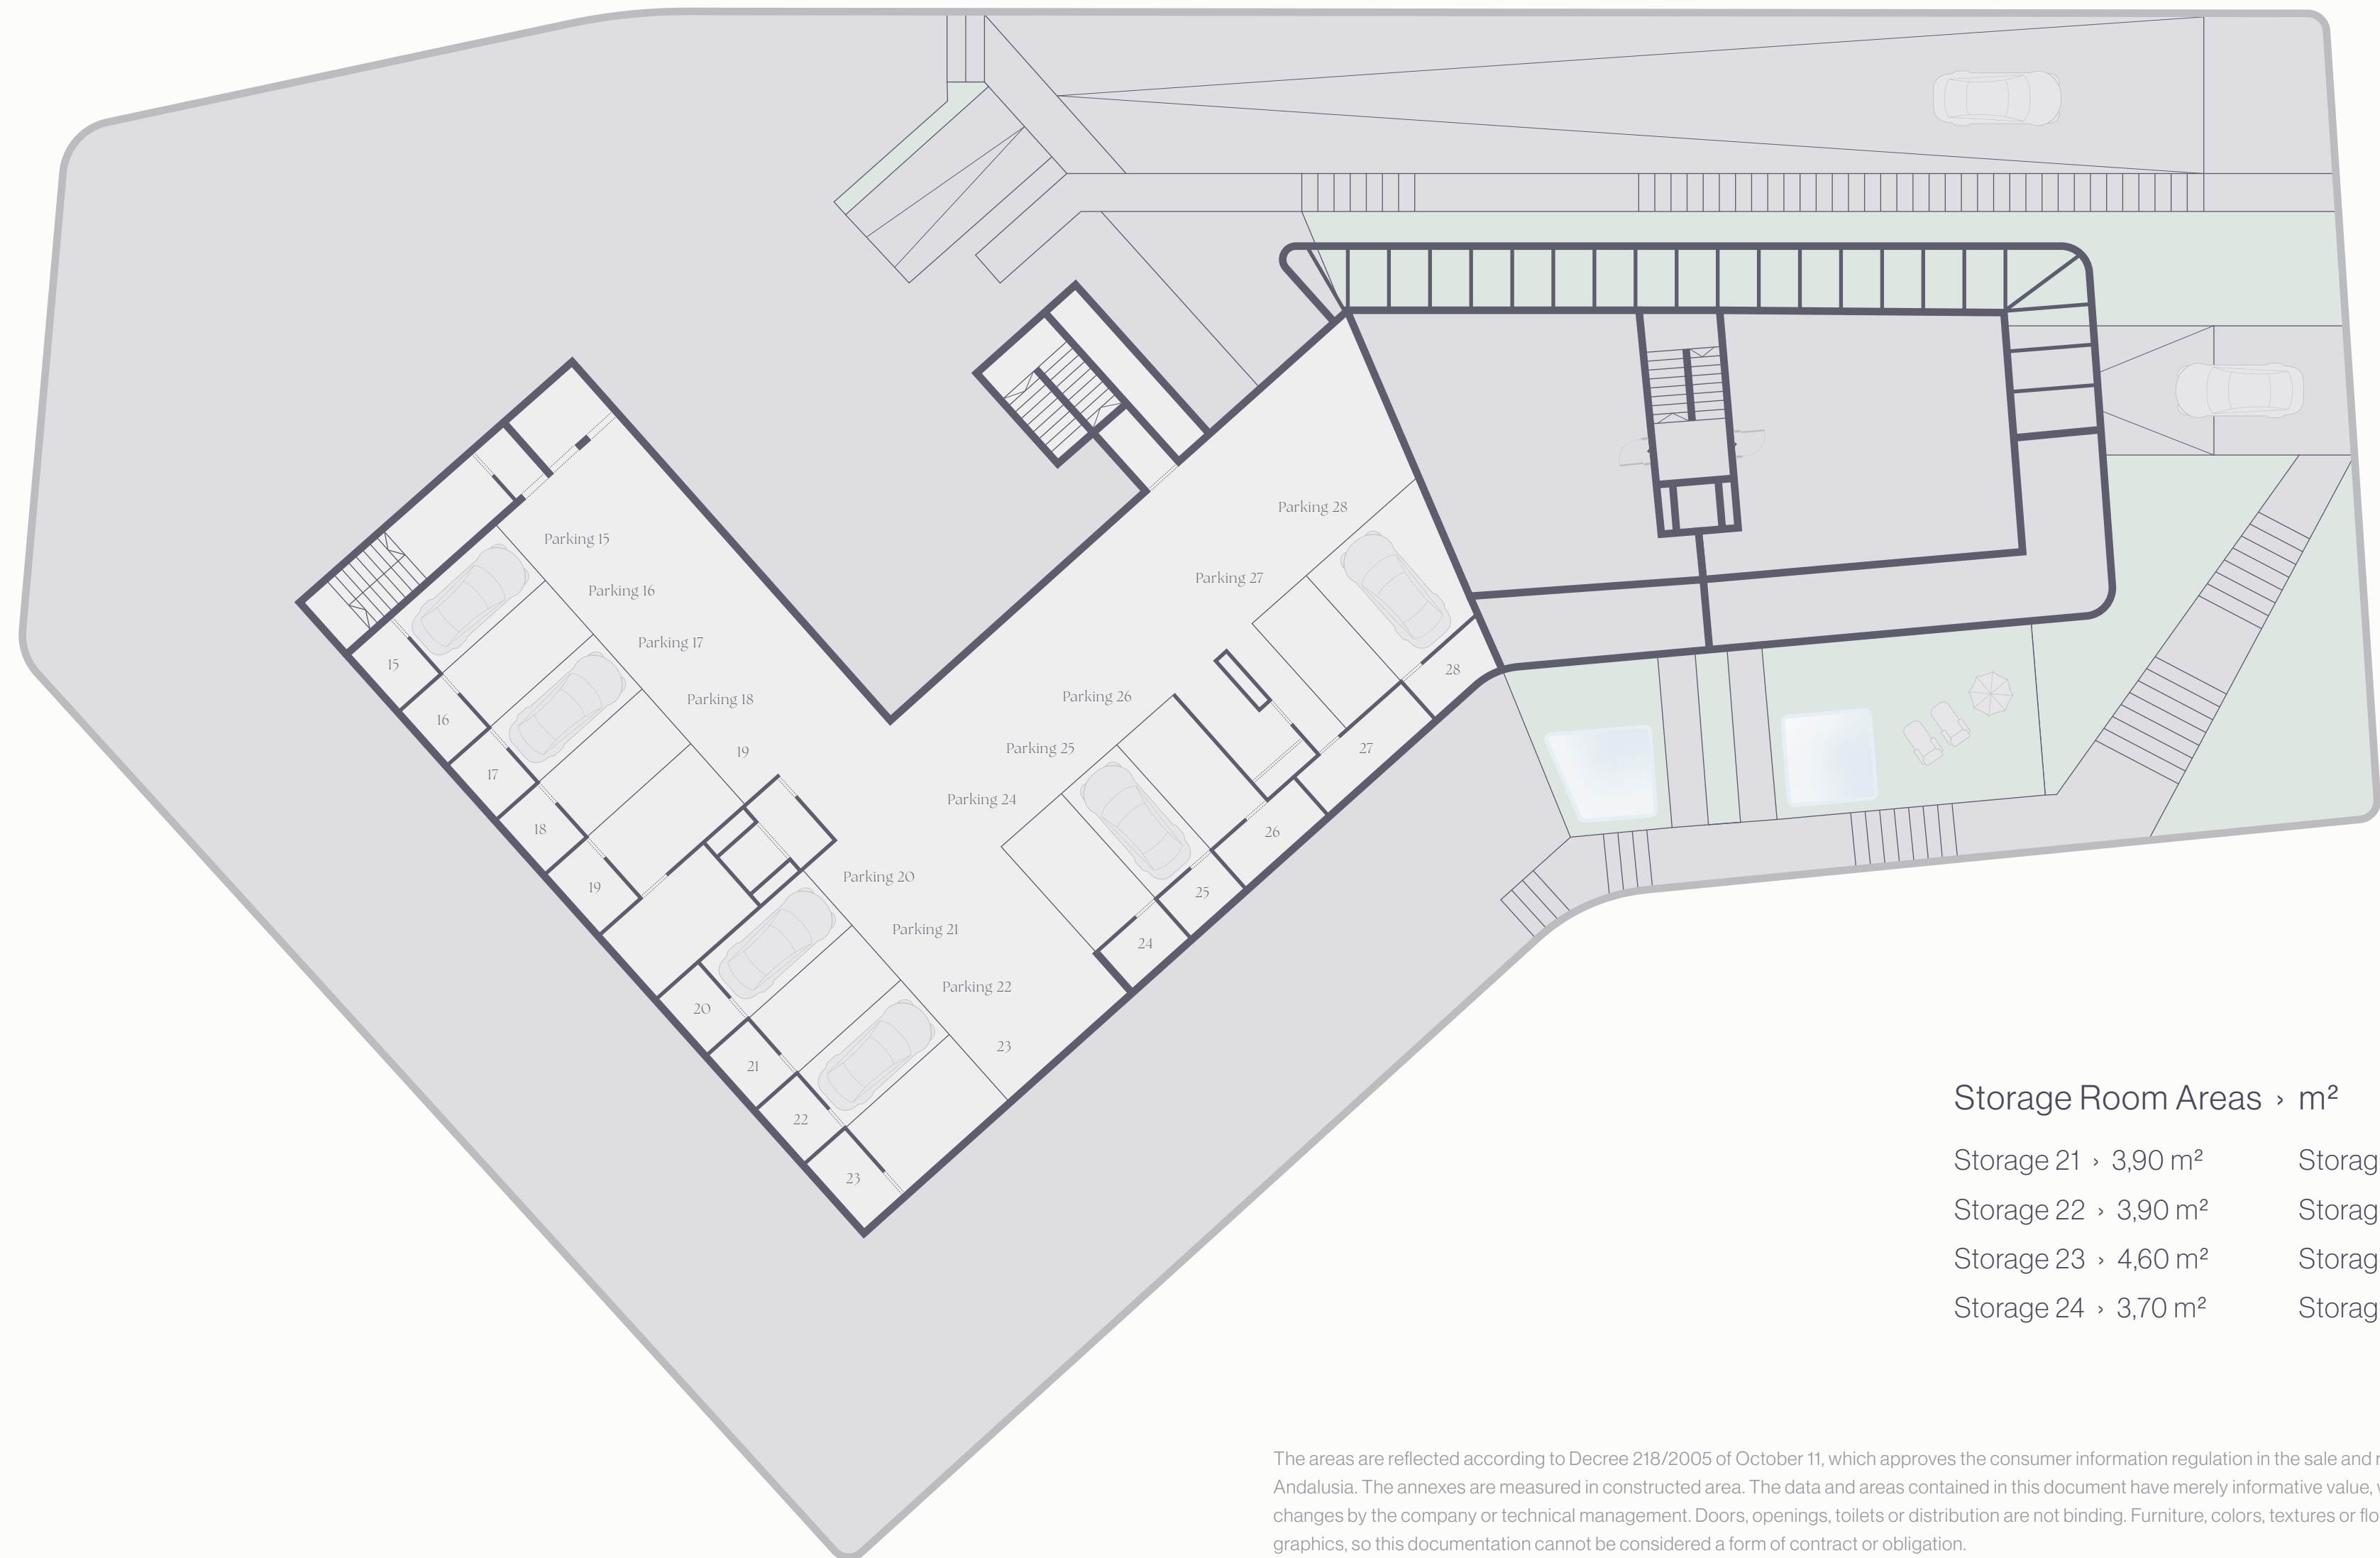 Parking 28
Parking 15
Parking 27
Parking 16
Parking 17
15
28
Parking 26
Parking 18
16
Parking 25
27
19
17
Parking 24
18
26
Parking 20
19
25
Parking 21
24
Parking 22
20
23
21
22
23
Storage Room Areas › m²
Storage 21 › 3,90 m² Storag
Storage 22 › 3,90 m² Storag
Storage 23 › 4,60 m² Storag
Storage 24 › 3,70 m² Storag
The areas are reflected according to Decree 218/2005 of October 11, which approves the consumer information regulation in the sale and
Andalusia. The annexes are measured in constructed area. The data and areas contained in this document have merely informative value,
changes by the company or technical management. Doors, openings, toilets or distribution are not binding. Furniture, colors, textures or flo
graphics, so this documentation cannot be considered a form of contract or obligation.